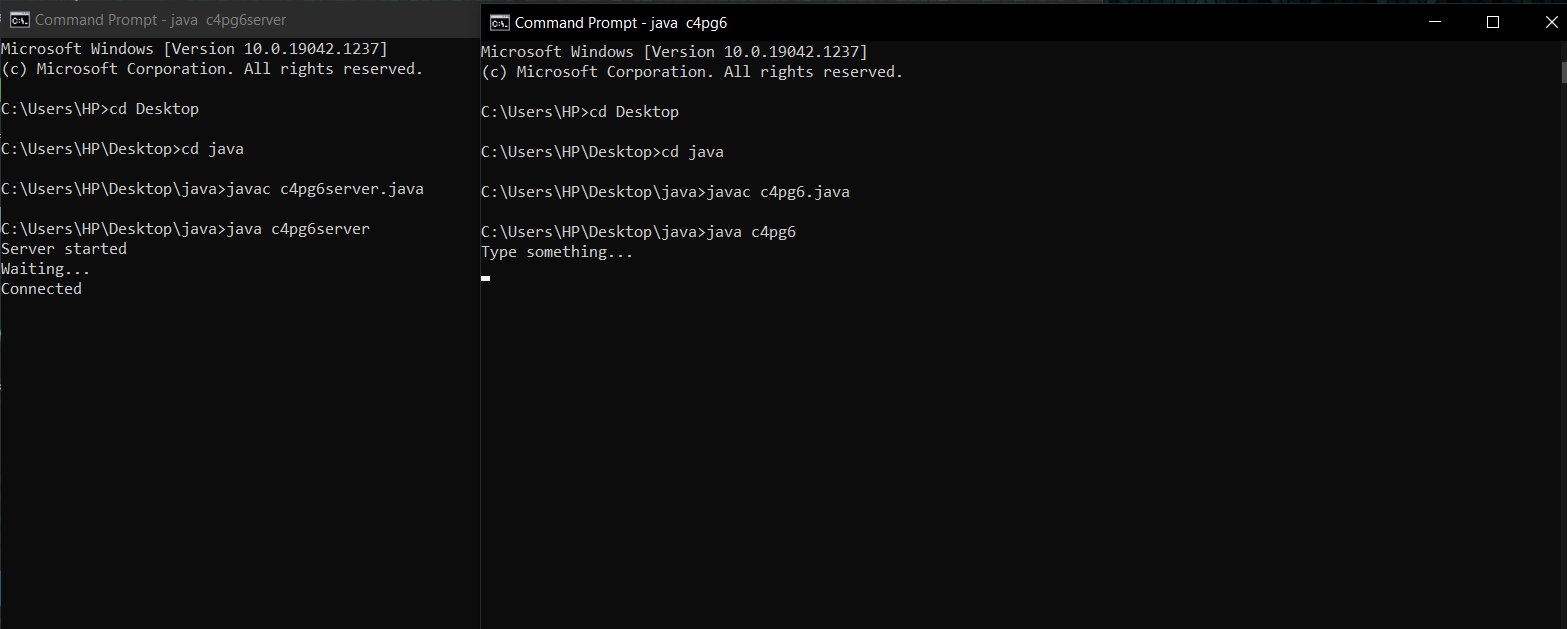 Command Prompt - java  c4pg6server
Microsoft Windows [Version 10.0.19042.1237]
(c) Microsoft Corporation. All rights reserved.
C:\Users\HP>cd Desktop
C:\Users\HP\Desktop>cd java
C:\Users\HP\Desktop\java>javac c4pg6server.java
C:\Users\HP\Desktop\java>java c4pg6server
Server started
Waiting...
Connected
Command Prompt - java  c4pg6
Microsoft Windows [Version 10.0.19042.1237]
(c) Microsoft Corporation. All rights reserved.
C:\Users\HP>cd Desktop
C:\Users\HP\Desktop>cd java
C:\Users\HP\Desktop\java>javac c4pg6.java
C:\Users\HP\Desktop\java>java c4pg6
Type something...